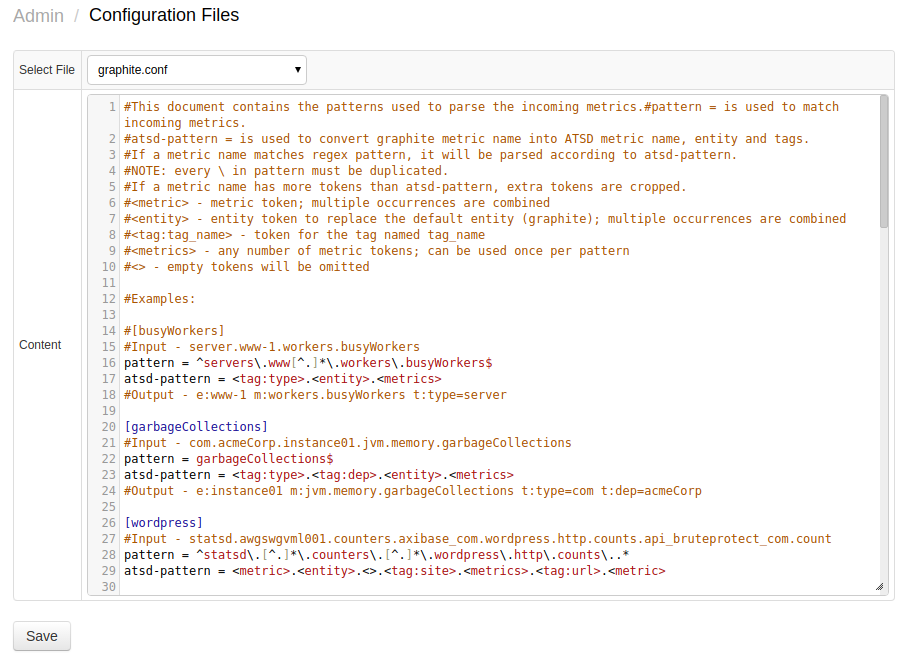 Admin / Configuration Files
Select File graphite.conf
Content
1 #This document contains the patterns used to parse the incoming metrics.#pattern = is used to match
incoming metrics.
2 #atsd-pattern = is used to convert graphite metric name into ATSD metric name, entity and tags.
3 #If a metric name matches regex pattern, it will be parsed according to atsd-pattern.
4 #NOTE: every \ in pattern must be duplicated.
5 #If a metric name has more tokens than atsd-pattern, extra tokens are cropped.
6 #<metric> - metric token; multiple occurrences are combined
7 #<entity> - entity token to replace the default entity (graphite); multiple occurrences are combined
8 #<tag:tag_name> - token for the tag named tag_name
9 #<metrics> - any number of metric tokens; can be used once per pattern
10 #<> - empty tokens will be omitted
11
12 #Examples:
13
14 #[busyWorkers]
15 #Input - server.www-1.workers.busyWorkers
16 pattern = ^servers\.www[^.]*\.workers\.busyWorkers$
17 atsd-pattern = <tag:type>.<entity>.<metrics>
18 #Output - e:www-1 m:workers.busyWorkers t:type=server
19
20 [garbageCollections]
21 #Input - com.acmeCorp.instance01.jvm.memory.garbageCollections
22 pattern = garbageCollections$
23 atsd-pattern = <tag:type>.<tag:dep>.<entity>.<metrics>
24 #Output - e:instance01 m:jvm.memory.garbageCollections t:type=com t:dep=acmeCorp
25
26 [wordpress]
27 #Input - statsd.awgswgvml001.counters.axibase_com.wordpress.http.counts.api_bruteprotect_com.count
28 pattern = ^statsd\.[^.]*\.counters\.[^.]*\.wordpress\.http\.counts\..*
29 atsd-pattern = <metric>.<entity>.<>.<tag:site>.<metrics>.<tag:url>.<metric>
30
Save